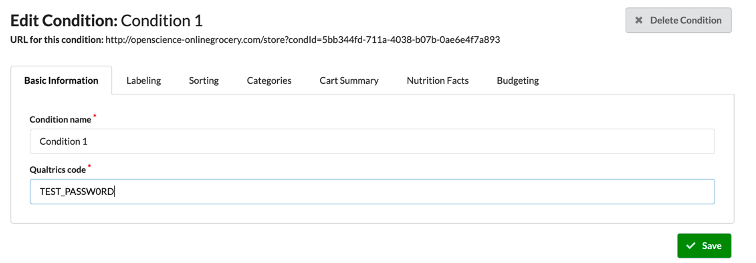 Edit Condition: Condition 1
Delete Condition
URL for this condition: http://openscience-onlinegrocery.com/store?condId=5bb344fd-711a-4038-b07b-0ae6e4f7a893
Basic Information Labeling Sorting Categories Cart Summary Nutrition Facts Budgeting
Condition name *
Condition 1
Qualtrics code *
TEST_PASSW0RD
Save